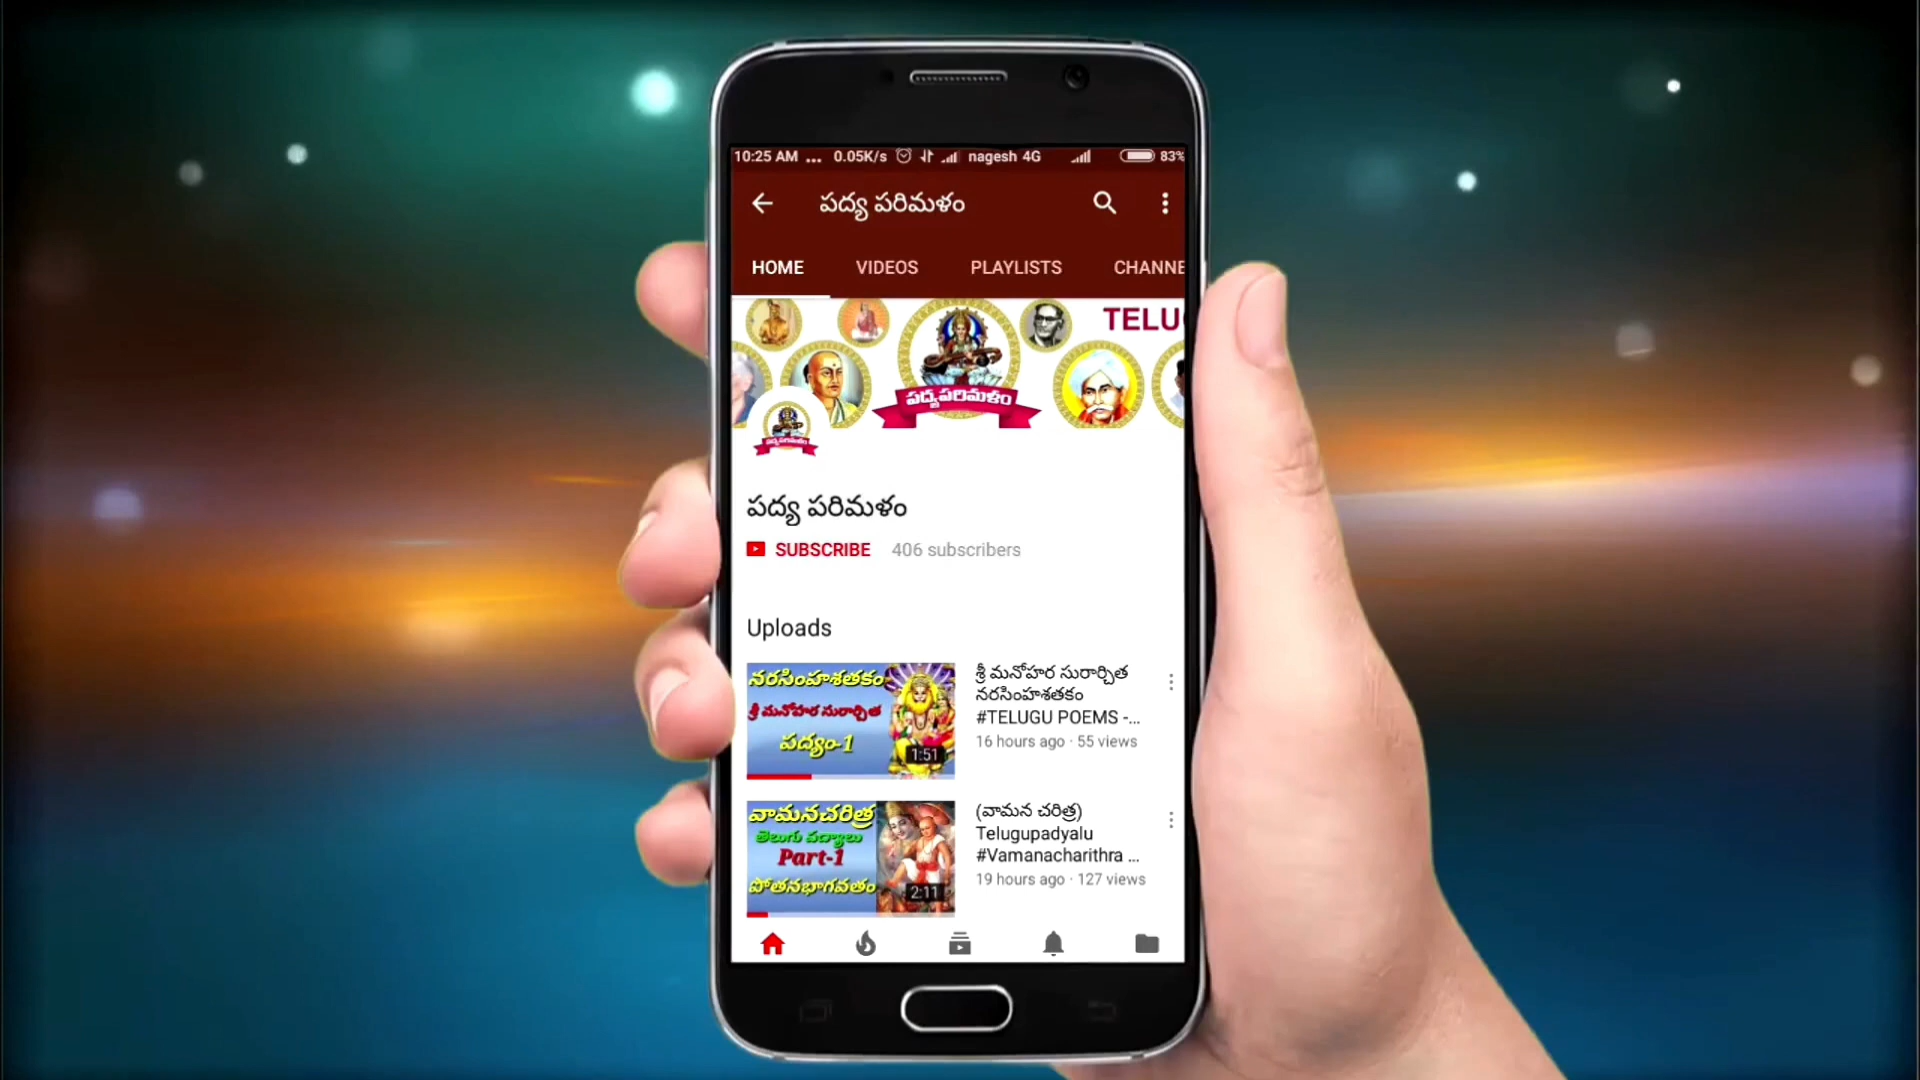 10:25 AM ... 0.05K/s nagesh 4G 83%
పద్య పరిమళం
HOME VIDEOS PLAYLISTS CHANNE
TELU
పద్యపరిమళం
పద్యపరిమళం
పద్య పరిమళం
SUBSCRIBE 406 subscribers
Uploads
నరసింహశతకం
శ్రీ మనోహర సురార్చిత
పద్యం-1
1:51
శ్రీ మనోహర సురార్చిత
నరసింహశతకం
#TELUGU POEMS -...
16 hours ago · 55 views
వామనచరిత్ర
తెలుగు పద్యాలు
Part-1
పోతనభాగవతం
2:11
(వామన చరిత్ర)
Telugupadyalu
#Vamanacharithra ...
19 hours ago · 127 views